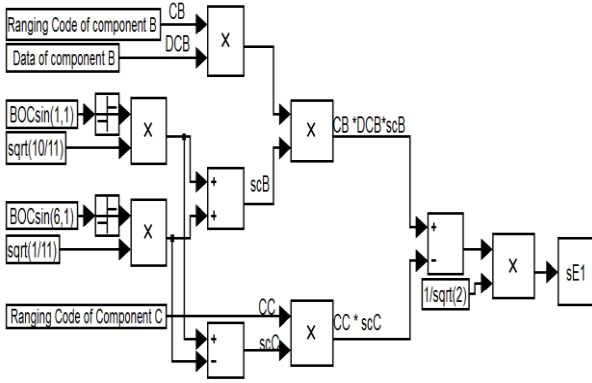 Ranging Code of component B
CB
Data of component B
DCB
X
BOCsin(1,1)
sqrt(10/11)
X
X
CB *DCB*scB
+
+
scB
BOCsin(6,1)
sqrt(1/11)
X
+
-
1/sqrt(2)
X
sE1
Ranging Code of Component C
CC
X
CC * scC
+
-
scC